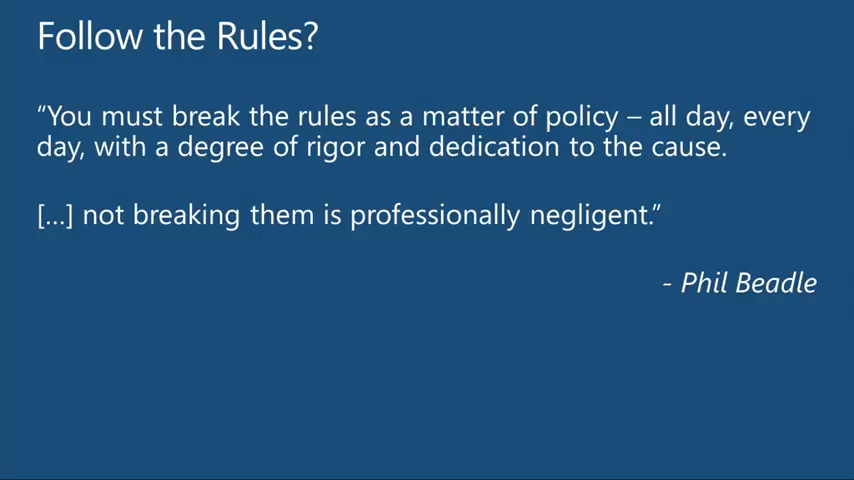 Follow the Rules?
“You must break the rules as a matter of policy – all day, every
day, with a degree of rigor and dedication to the cause.
[…] not breaking them is professionally negligent.”
- Phil Beadle